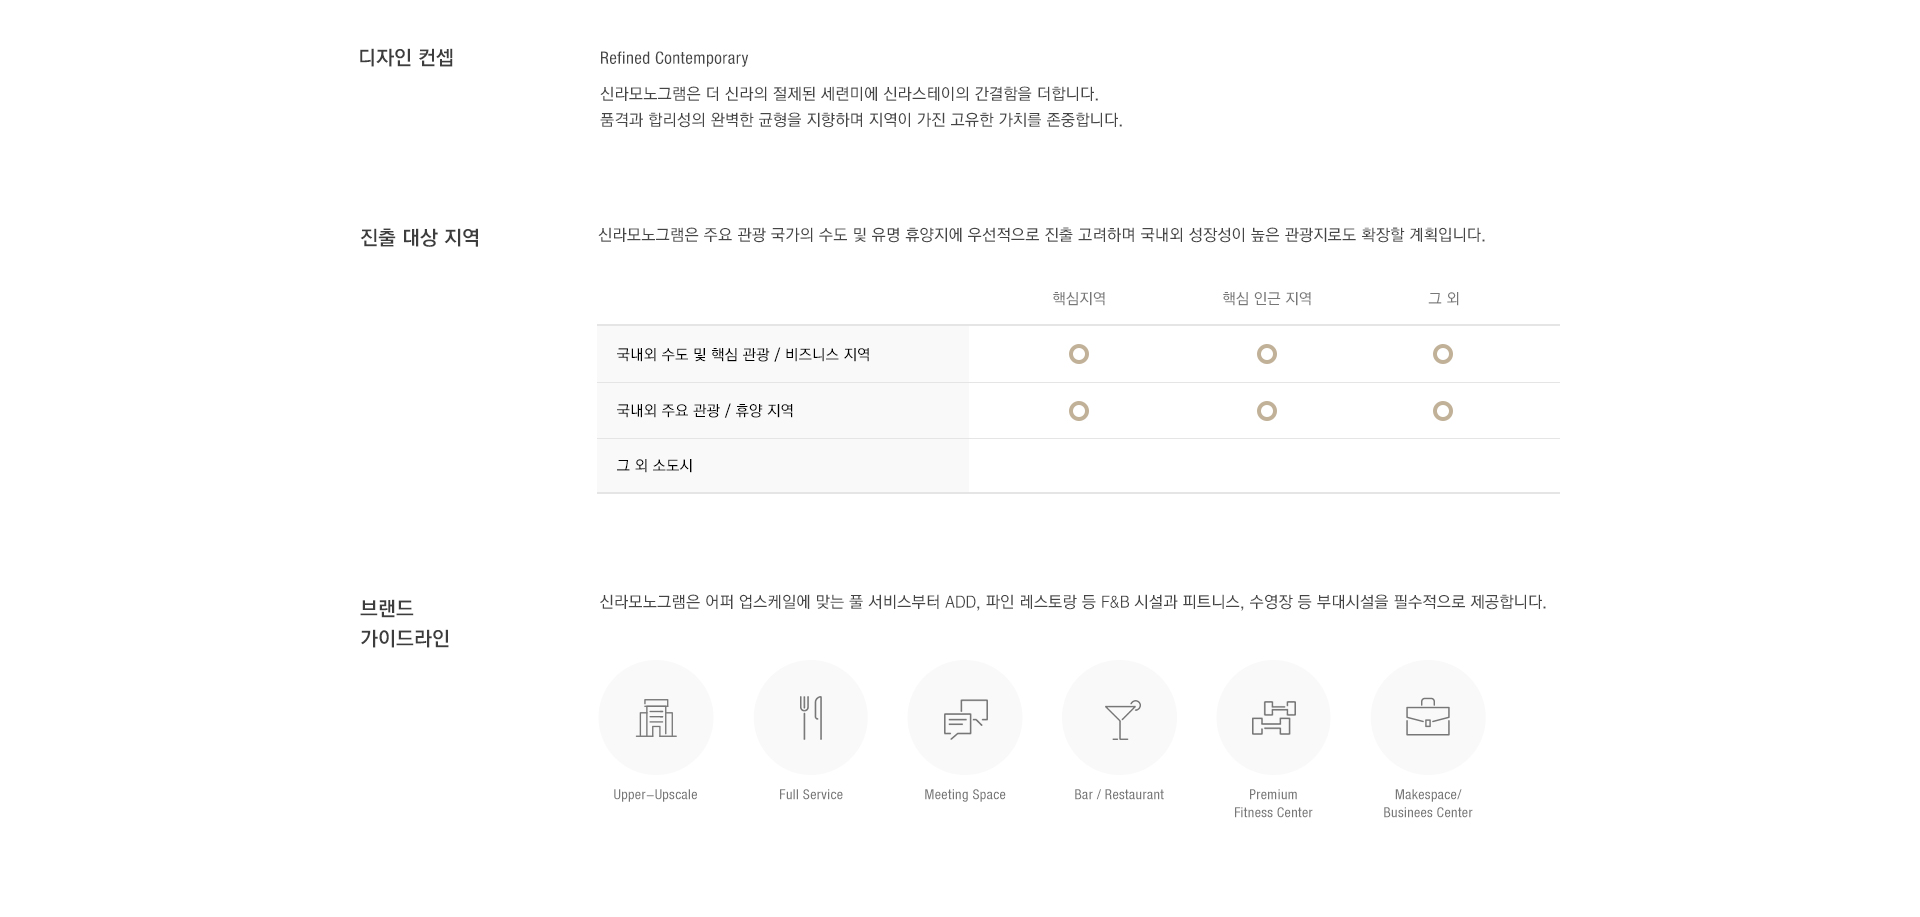 디자인 컨셉
Refined Contemporary
신라모노그램은 더 신라의 절제된 세련미에 신라스테이의 간결함을 더합니다.
품격과 합리성의 완벽한 균형을 지향하며 지역이 가진 고유한 가치를 존중합니다.
진출 대상 지역
신라모노그램은 주요 관광 국가의 수도 및 유명 휴양지에 우선적으로 진출 고려하며 국내외 성장성이 높은 관광지로도 확장할 계획입니다.
핵심지역 핵심 인근 지역 그 외
국내외 수도 및 핵심 관광 / 비즈니스 지역
국내외 주요 관광 / 휴양 지역
그 외 소도시
브랜드
가이드라인
신라모노그램은 어퍼 업스케일에 맞는 풀 서비스부터 ADD, 파인 레스토랑 등 F&B 시설과 피트니스, 수영장 등 부대시설을 필수적으로 제공합니다.
Upper-Upscale
Full Service
Meeting Space
Bar / Restaurant
Premium
Fitness Center
Makespace/
Businees Center